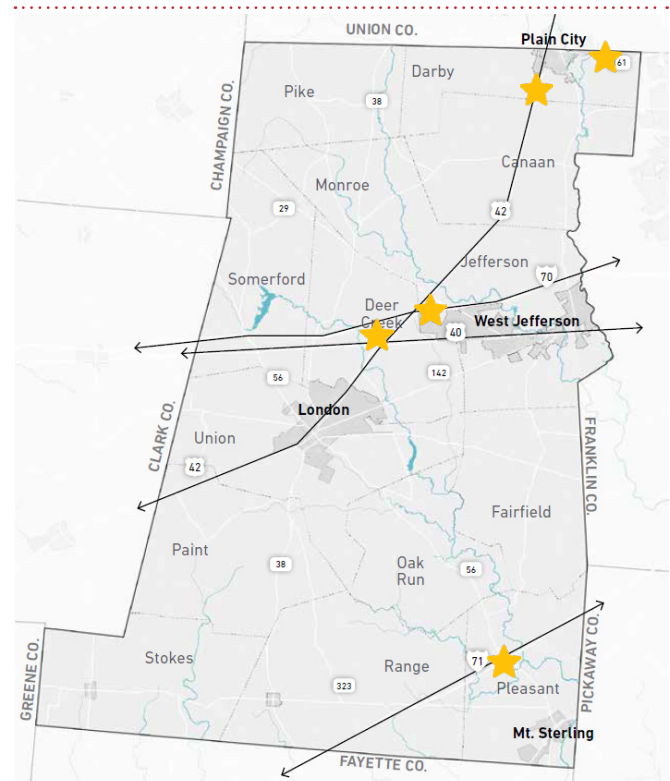 UNION CO.
Plain City
61
Darby
Pike
38
CHAMPAIGN CO.
Canaan
Monroe
29
42
Jefferson
70
Somerford
Deer
Creek
West Jefferson
40
56
142
London
CLARK CO.
Union
42
FRANKLIN CO.
Fairfield
Paint
38
Oak
Run
56
Stokes
Range
71
Pleasant
323
GREENE CO.
PICKAWAY CO.
Mt. Sterling
FAYETTE CO.